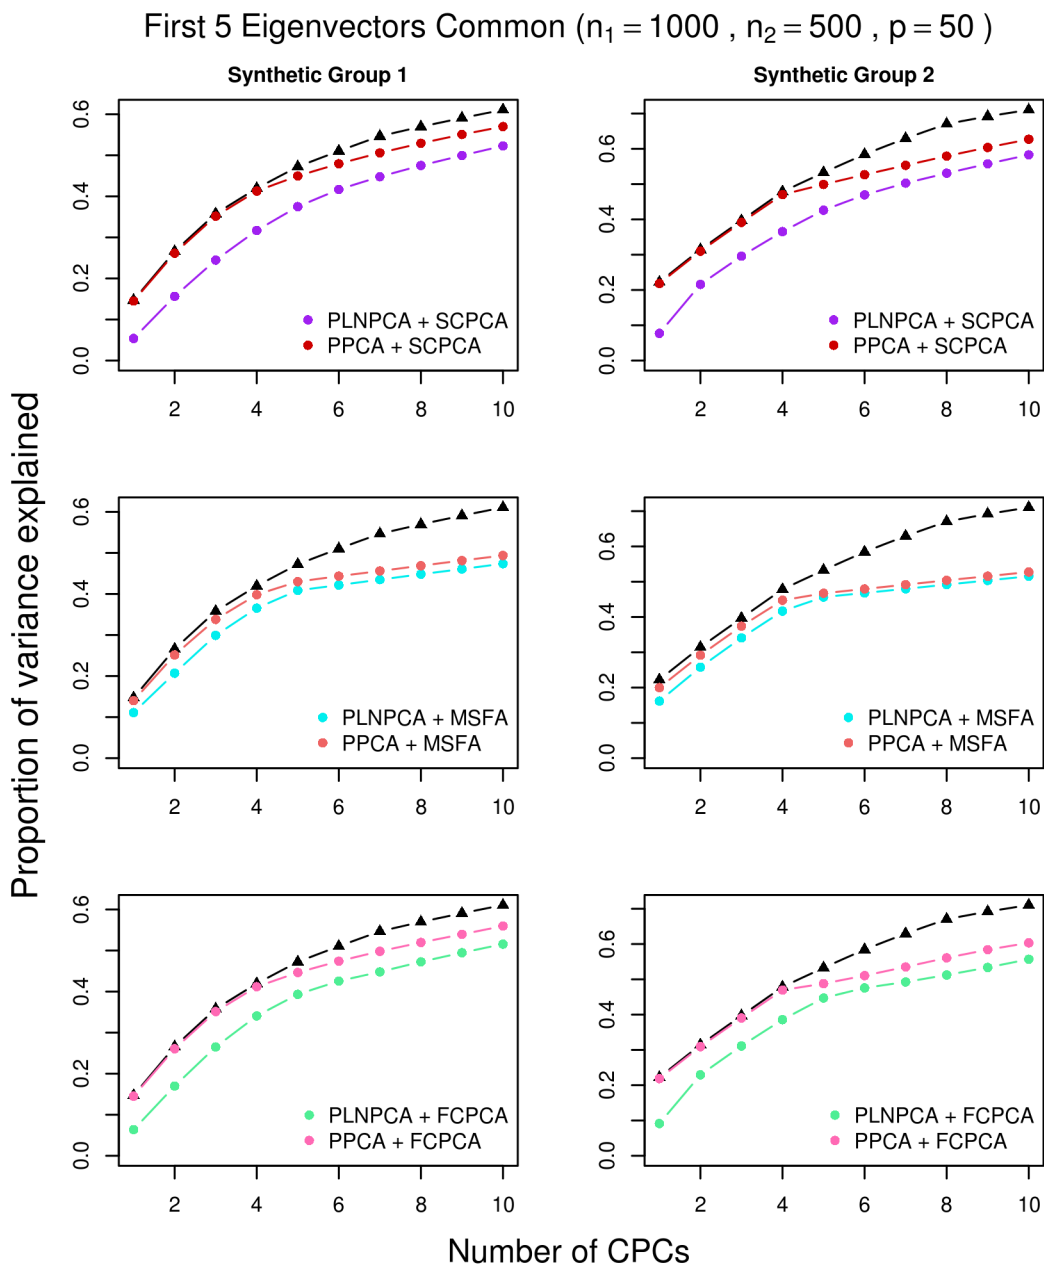 First 5 Eigenvectors Common (n₁ = 1000 , n₂ = 500 , p = 50 )
Synthetic Group 1
Synthetic Group 2
Proportion of variance explained
0.6
0.4
0.2
0.0
PLNPCA + SCPCA
PPCA + SCPCA
2 4 6 8 10
0.6
0.4
0.2
0.0
PLNPCA + SCPCA
PPCA + SCPCA
2 4 6 8 10
0.6
0.4
0.2
0.0
PLNPCA + MSFA
PPCA + MSFA
2 4 6 8 10
0.6
0.4
0.2
0.0
PLNPCA + MSFA
PPCA + MSFA
2 4 6 8 10
0.6
0.4
0.2
0.0
PLNPCA + FCPCA
PPCA + FCPCA
2 4 6 8 10
0.6
0.4
0.2
0.0
PLNPCA + FCPCA
PPCA + FCPCA
2 4 6 8 10
Number of CPCs